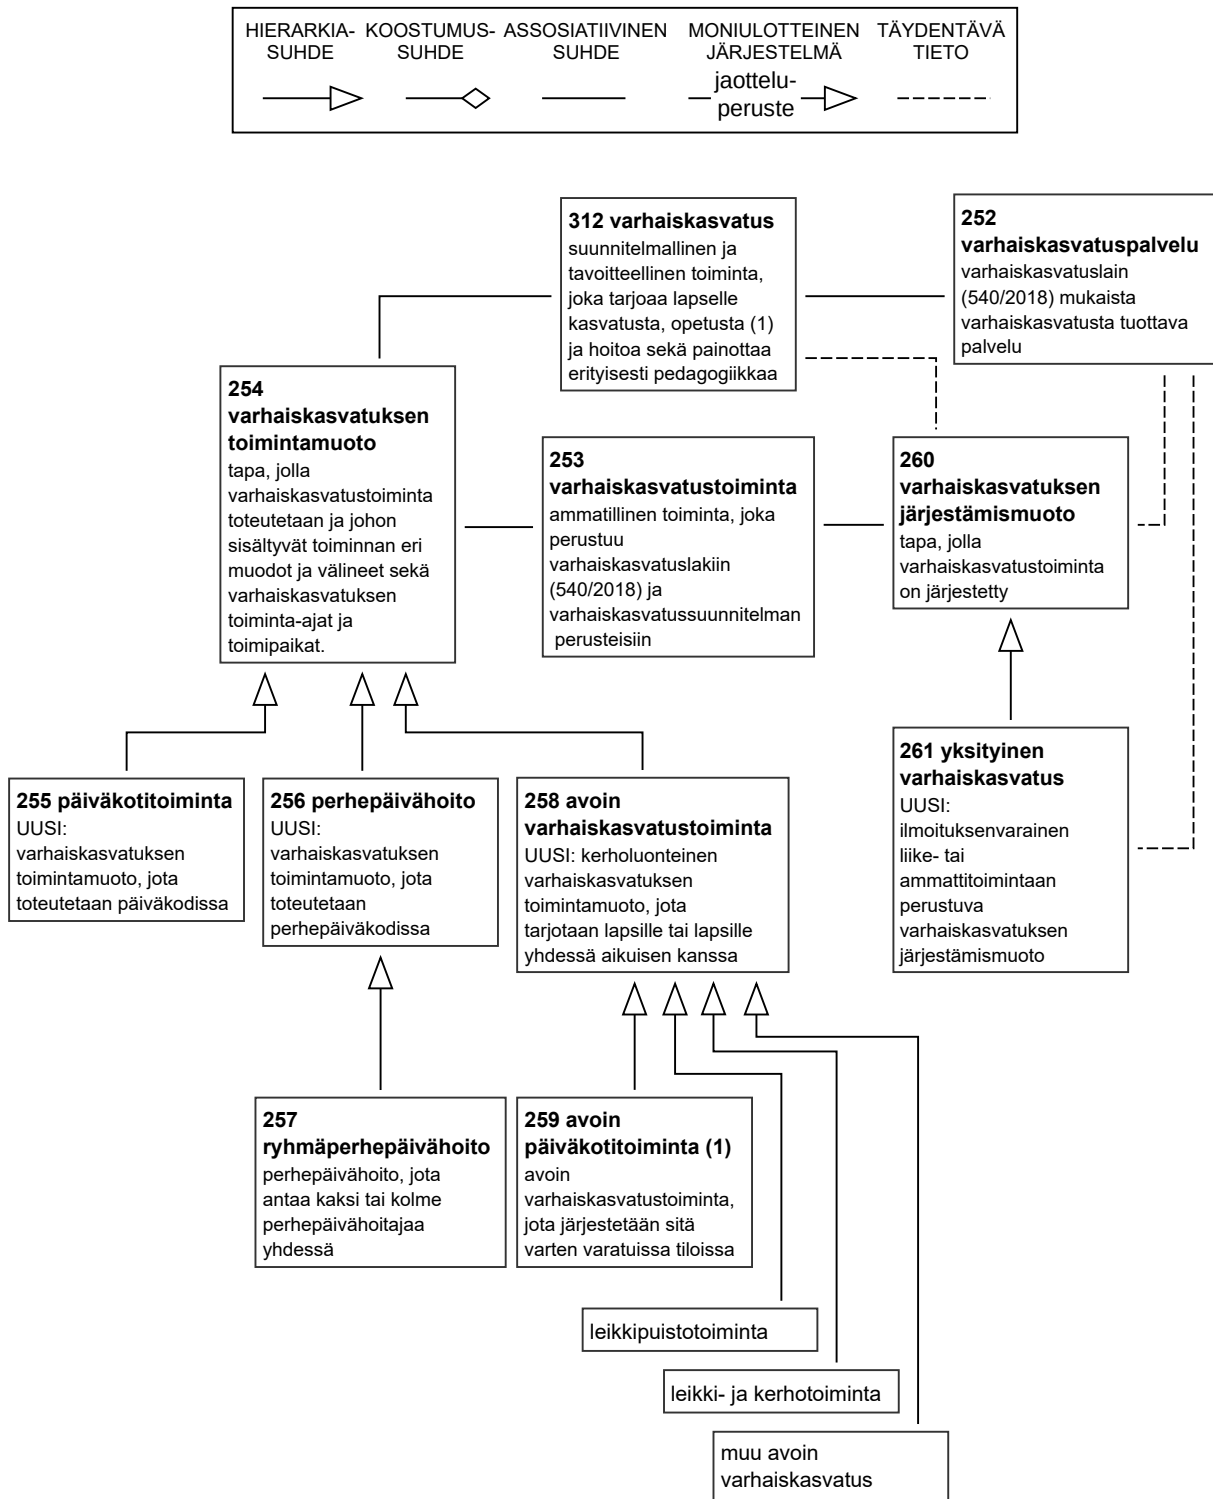 HIERARKIA-
SUHDE
KOOSTUMUS-
SUHDE
ASSOSIATIIVINEN
SUHDE
MONIULOTTEINEN
JÄRJESTELMÄ
jaottelu-
peruste
TÄYDENTÄVÄ
TIETO
312 varhaiskasvatus
suunnitelmallinen ja
tavoitteellinen toiminta,
joka tarjoaa lapselle
kasvatusta, opetusta (1)
ja hoitoa sekä painottaa
erityisesti pedagogiikkaa
252
varhaiskasvatuspalvelu
varhaiskasvatuslain
(540/2018) mukaista
varhaiskasvatusta tuottava
palvelu
254
varhaiskasvatuksen
toimintamuoto
tapa, jolla
varhaiskasvatustoiminta
toteutetaan ja johon
sisältyvät toiminnan eri
muodot ja välineet sekä
varhaiskasvatuksen
toiminta-ajat ja
toimipaikat.
253
varhaiskasvatustoiminta
ammatillinen toiminta, joka
perustuu
varhaiskasvatuslakiin
(540/2018) ja
varhaiskasvatussuunnitelman
perusteisiin
260
varhaiskasvatuksen
järjestämismuoto
tapa, jolla
varhaiskasvatustoiminta
on järjestetty
255 päiväkotitoiminta
UUSI:
varhaiskasvatuksen
toimintamuoto, jota
toteutetaan päiväkodissa
256 perhepäivähoito
UUSI:
varhaiskasvatuksen
toimintamuoto, jota
toteutetaan
perhepäiväkodissa
258 avoin
varhaiskasvatustoiminta
UUSI: kerholuonteinen
varhaiskasvatuksen
toimintamuoto, jota
tarjotaan lapsille tai lapsille
yhdessä aikuisen kanssa
261 yksityinen
varhaiskasvatus
UUSI:
ilmoituksenvarainen
liike- tai
ammattitoimintaan
perustuva
varhaiskasvatuksen
järjestämismuoto
257
ryhmäperhepäivähoito
perhepäivähoito, jota
antaa kaksi tai kolme
perhepäivähoitajaa
yhdessä
259 avoin
päiväkotitoiminta (1)
avoin
varhaiskasvatustoiminta,
jota järjestetään sitä
varten varatuissa tiloissa
leikkipuistotoiminta
leikki- ja kerhotoiminta
muu avoin
varhaiskasvatus